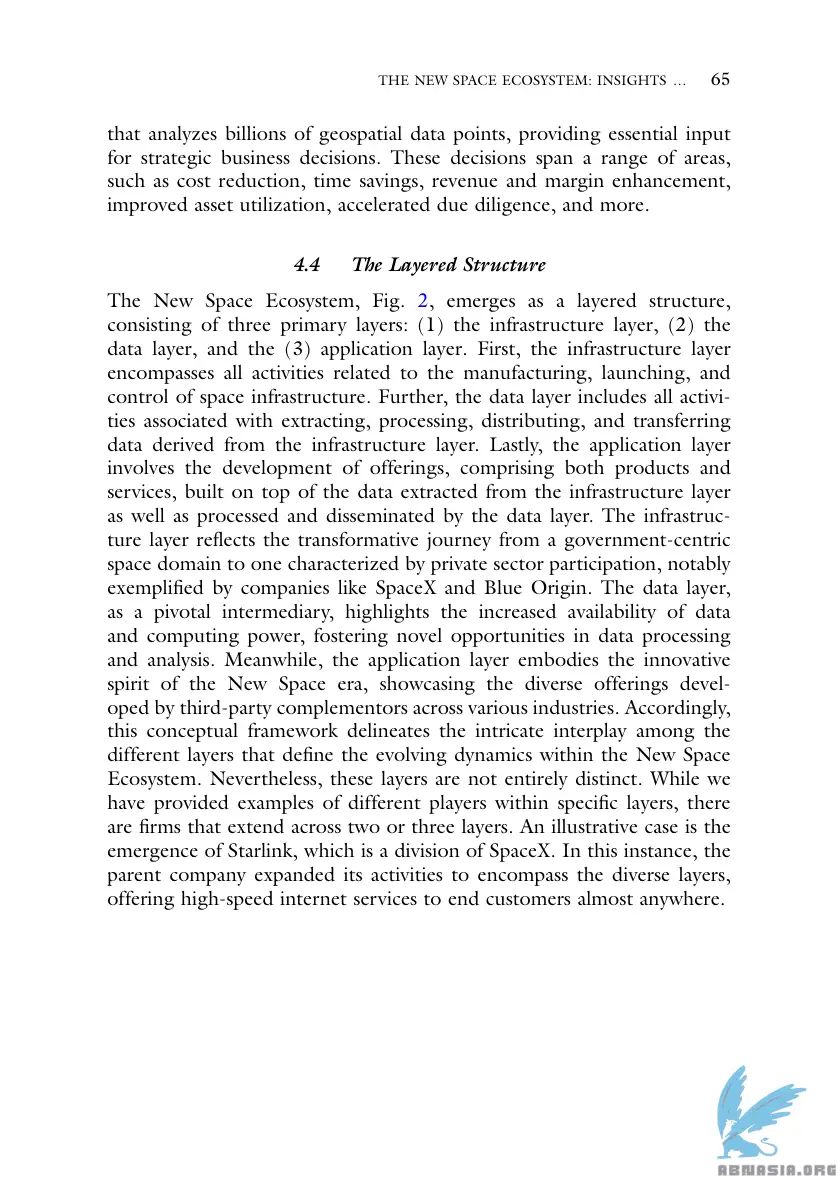 THE NEW SPACE ECOSYSTEM: INSIGHTS … 65
that analyzes billions of geospatial data points, providing essential input
for strategic business decisions. These decisions span a range of areas,
such as cost reduction, time savings, revenue and margin enhancement,
improved asset utilization, accelerated due diligence, and more.
4.4 The Layered Structure
The New Space Ecosystem, Fig. 2, emerges as a layered structure,
consisting of three primary layers: (1) the infrastructure layer, (2) the
data layer, and the (3) application layer. First, the infrastructure layer
encompasses all activities related to the manufacturing, launching, and
control of space infrastructure. Further, the data layer includes all activi-
ties associated with extracting, processing, distributing, and transferring
data derived from the infrastructure layer. Lastly, the application layer
involves the development of offerings, comprising both products and
services, built on top of the data extracted from the infrastructure layer
as well as processed and disseminated by the data layer. The infrastruc-
ture layer reflects the transformative journey from a government-centric
space domain to one characterized by private sector participation, notably
exemplified by companies like SpaceX and Blue Origin. The data layer,
as a pivotal intermediary, highlights the increased availability of data
and computing power, fostering novel opportunities in data processing
and analysis. Meanwhile, the application layer embodies the innovative
spirit of the New Space era, showcasing the diverse offerings devel-
oped by third-party complementors across various industries. Accordingly,
this conceptual framework delineates the intricate interplay among the
different layers that define the evolving dynamics within the New Space
Ecosystem. Nevertheless, these layers are not entirely distinct. While we
have provided examples of different players within specific layers, there
are firms that extend across two or three layers. An illustrative case is the
emergence of Starlink, which is a division of SpaceX. In this instance, the
parent company expanded its activities to encompass the diverse layers,
offering high-speed internet services to end customers almost anywhere.
ABNASIA.ORG